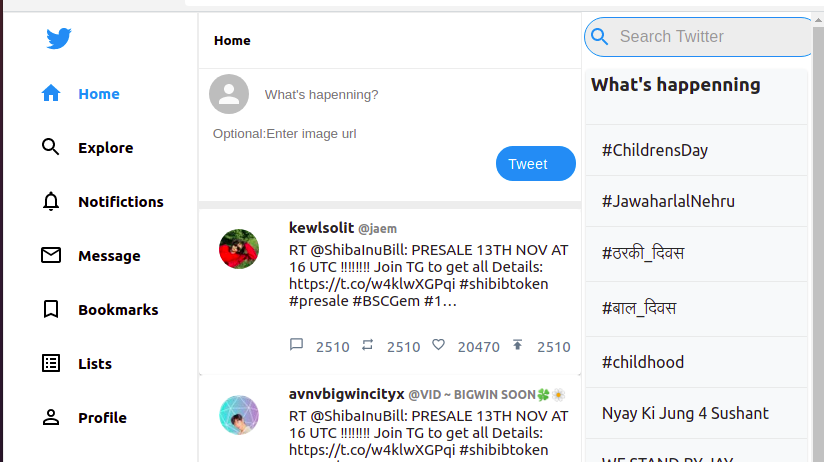 Home
Explore
Notifictions
Message
Bookmarks
Lists
Profile
Home
What's hapenning?
Optional:Enter image url
Tweet
kewlsolit @jaem
RT @ShibaInuBill: PRESALE 13TH NOV AT
16 UTC !!!!!!!! Join TG to get all Details:
https://t.co/w4klwXGPqi #shibibtoken
#presale #BSCGem #1…
2510 2510 20470 2510
avnvbigwincityx @VID ~ BIGWIN SOON🍀🌼
RT @ShibaInuBill: PRESALE 13TH NOV AT
16 UTC !!!!!!!! Join TG to get all Details:
https://t.co/w4klwXGPqi #shibibtoken
Search Twitter
What's happenning
#ChildrensDay
#JawaharlalNehru
#ठरकी_दिवस
#बाल_दिवस
#childhood
Nyay Ki Jung 4 Sushant
WE STAND BY JAY